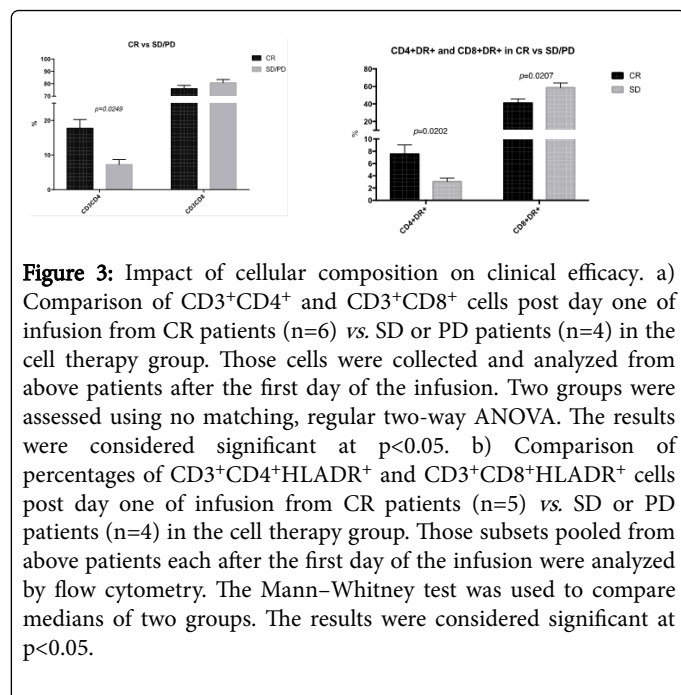 CR vs SD/PD
100
90
80
70
20
10
0
%
p=0.0249
CD3CD4
CD3CD8
CR
SD/PD
CD4+DR+ and CD8+DR+ in CR vs SD/PD
80
60
40
20
10
8
6
4
2
0
%
p=0.0202
p=0.0207
CD4+DR+
CD8+DR+
CR
SD
Figure 3: Impact of cellular composition on clinical efficacy. a)
Comparison of CD3⁺CD4⁺ and CD3⁺CD8⁺ cells post day one of
infusion from CR patients (n=6) vs. SD or PD patients (n=4) in the
cell therapy group. Those cells were collected and analyzed from
above patients after the first day of the infusion. Two groups were
assessed using no matching, regular two-way ANOVA. The results
were considered significant at p<0.05. b) Comparison of
percentages of CD3⁺CD4⁺HLADR⁺ and CD3⁺CD8⁺HLADR⁺ cells
post day one of infusion from CR patients (n=5) vs. SD or PD
patients (n=4) in the cell therapy group. Those subsets pooled from
above patients each after the first day of the infusion were analyzed
by flow cytometry. The Mann–Whitney test was used to compare
medians of two groups. The results were considered significant at
p<0.05.